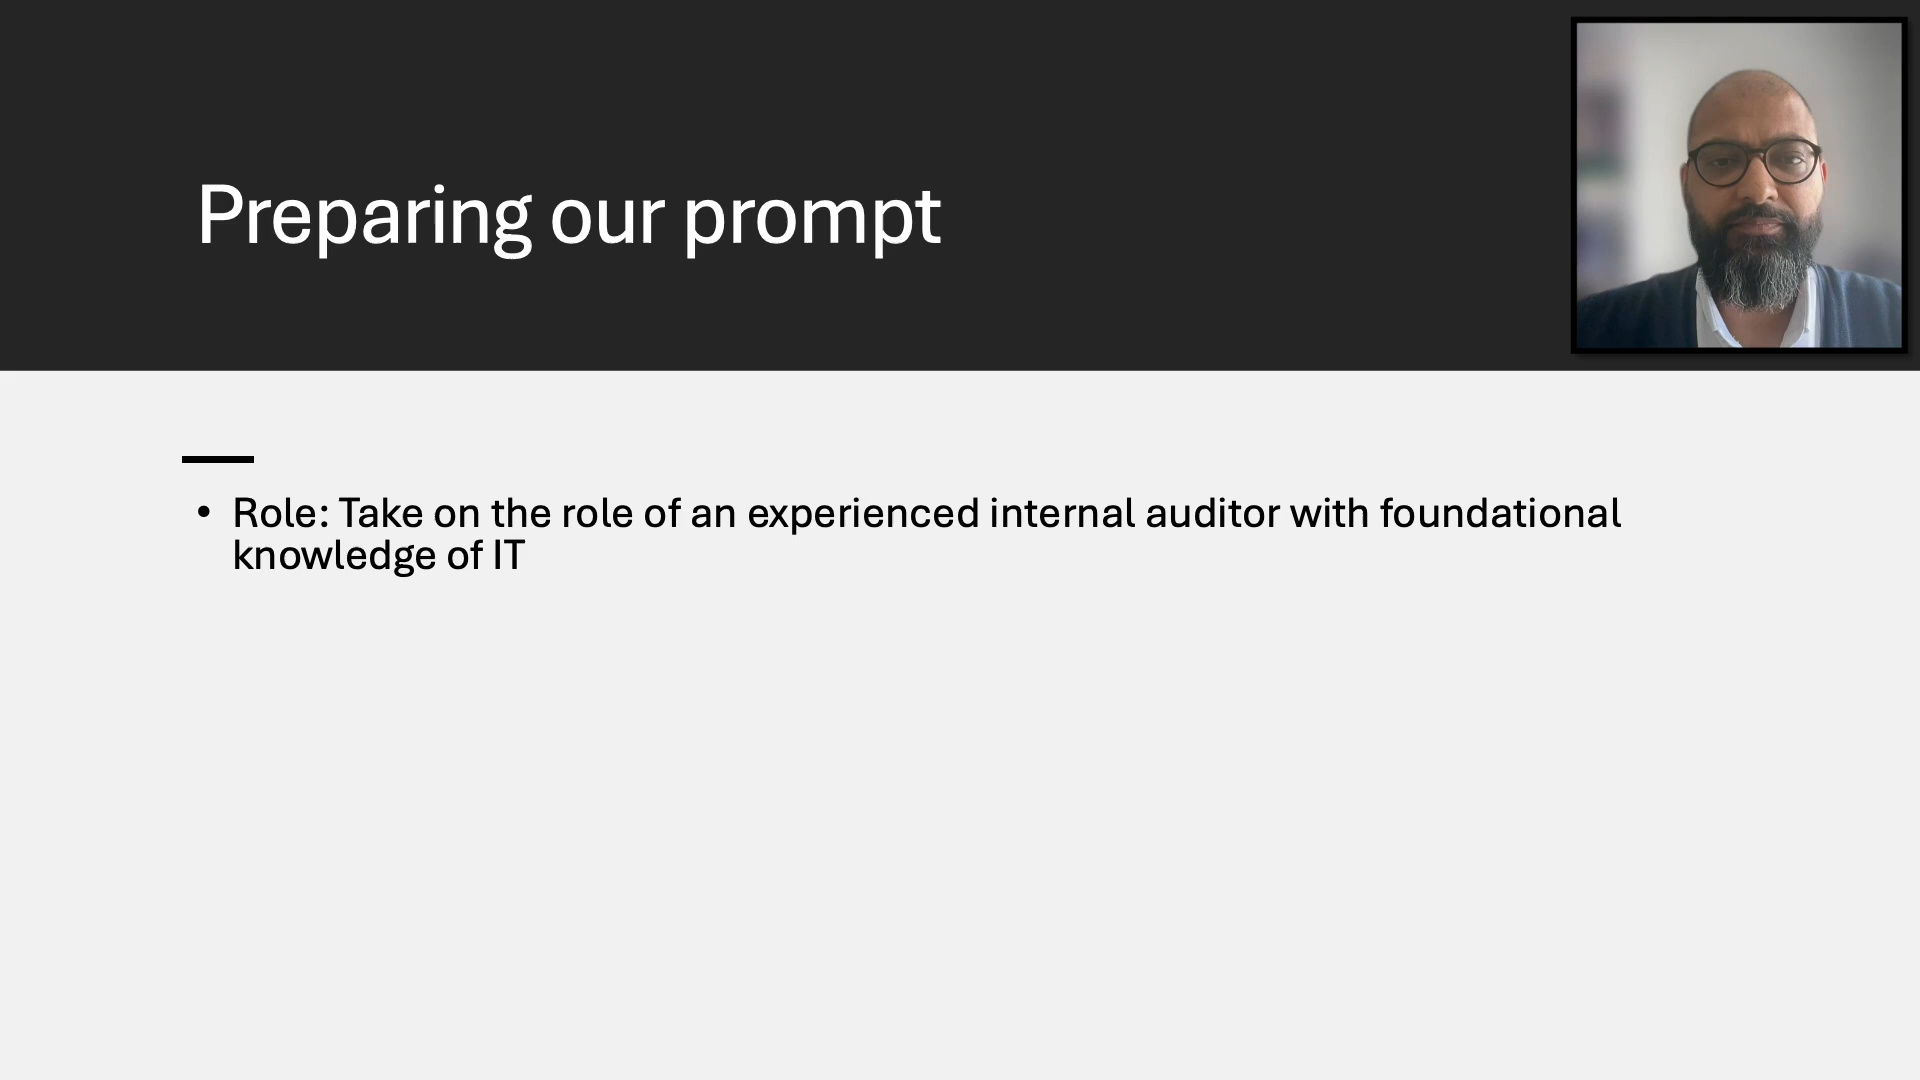 Preparing our prompt
• Role: Take on the role of an experienced internal auditor with foundational
knowledge of IT